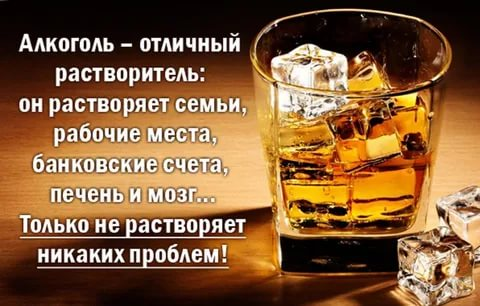 Алкоголь – отличный
растворитель:
он растворяет семьи,
рабочие места,
банковские счета,
печень и мозг...
Только не растворяет
никаких проблем!